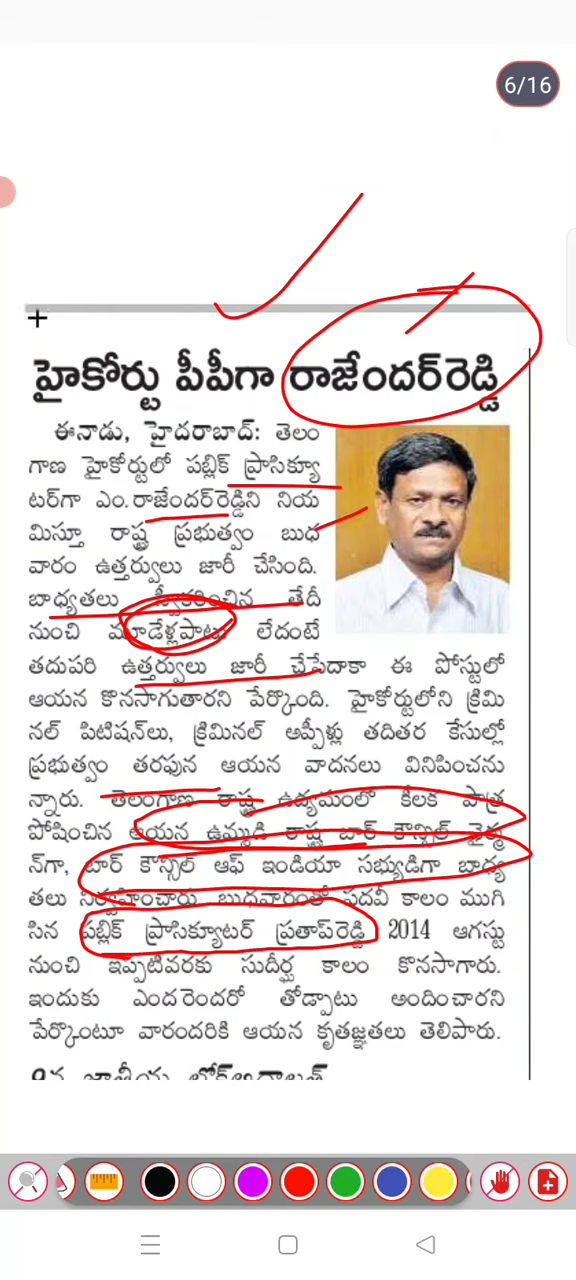 6/16
హైకోర్టు పీపీగా రాజేందర్‌రెడ్డి
ఈనాడు, హైదరాబాద్: తెలం
గాణ హైకోర్టులో పబ్లిక్ ప్రాసిక్యూ
టర్‌గా ఎం.రాజేందర్‌రెడ్డిని నియ
మిస్తూ రాష్ట్ర ప్రభుత్వం బుధ
వారం ఉత్తర్వులు జారీ చేసింది.
బాధ్యతలు స్వీకరించిన తేదీ
నుంచి మూడేళ్లపాటు లేదంటే
తదుపరి ఉత్తర్వులు జారీ చేసేదాకా ఈ పోస్టులో
ఆయన కొనసాగుతారని పేర్కొంది. హైకోర్టులోని క్రిమి
నల్ పిటిషన్‌లు, క్రిమినల్ అప్పీళ్లు తదితర కేసుల్లో
ప్రభుత్వం తరఫున ఆయన వాదనలు వినిపించను
న్నారు. తెలంగాణ రాష్ట్ర ఉద్యమంలో కీలక పాత్ర
పోషించిన ఆయన ఉమ్మడి రాష్ట్ర బార్ కౌన్సిల్ ఛైర్మ
న్‌గా, బార్ కౌన్సిల్ ఆఫ్ ఇండియా సభ్యుడిగా బాధ్య
తలు నిర్వహించారు బుధవారంతో పదవీ కాలం ముగి
సిన పబ్లిక్ ప్రాసిక్యూటర్ ప్రతాప్‌రెడ్డి 2014 ఆగస్టు
నుంచి ఇప్పటివరకు సుదీర్ఘ కాలం కొనసాగారు.
ఇందుకు ఎందరెందరో తోడ్పాటు అందించారని
పేర్కొంటూ వారందరికి ఆయన కృతజ్ఞతలు తెలిపారు.
9న జాతీయ లోక్‌అదాలత్